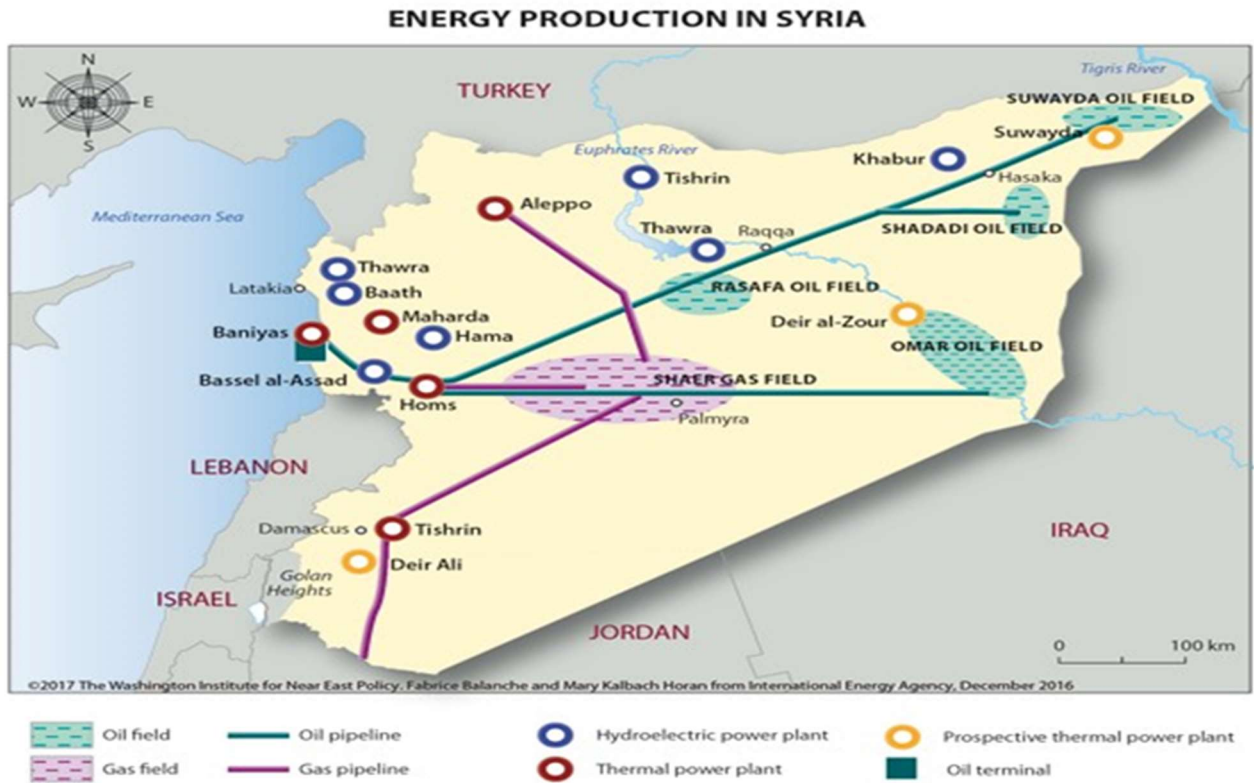 ENERGY PRODUCTION IN SYRIA
N
W
E
S
TURKEY
Tigris River
SUWAYDA OIL FIELD
Suwayda
Euphrates River
Khabur
Tishrin
Hasaka
Aleppo
Mediterranean Sea
Thawra
Raqqa
SHADADI OIL FIELD
Thawra
Latakia
Baath
RASAFA OIL FIELD
Maharda
Deir al-Zour
Baniyas
Hama
OMAR OIL FIELD
Bassel al-Assad
SHAER GAS FIELD
Homs
Palmyra
LEBANON
Damascus
Tishrin
IRAQ
Deir Ali
Golan
Heights
ISRAEL
JORDAN
0 100 km
©2017 The Washington Institute for Near East Policy. Fabrice Balanche and Mary Kalbach Horan from International Energy Agency, December 2016
Oil field
Oil pipeline
Hydroelectric power plant
Prospective thermal power plant
Gas field
Gas pipeline
Thermal power plant
Oil terminal